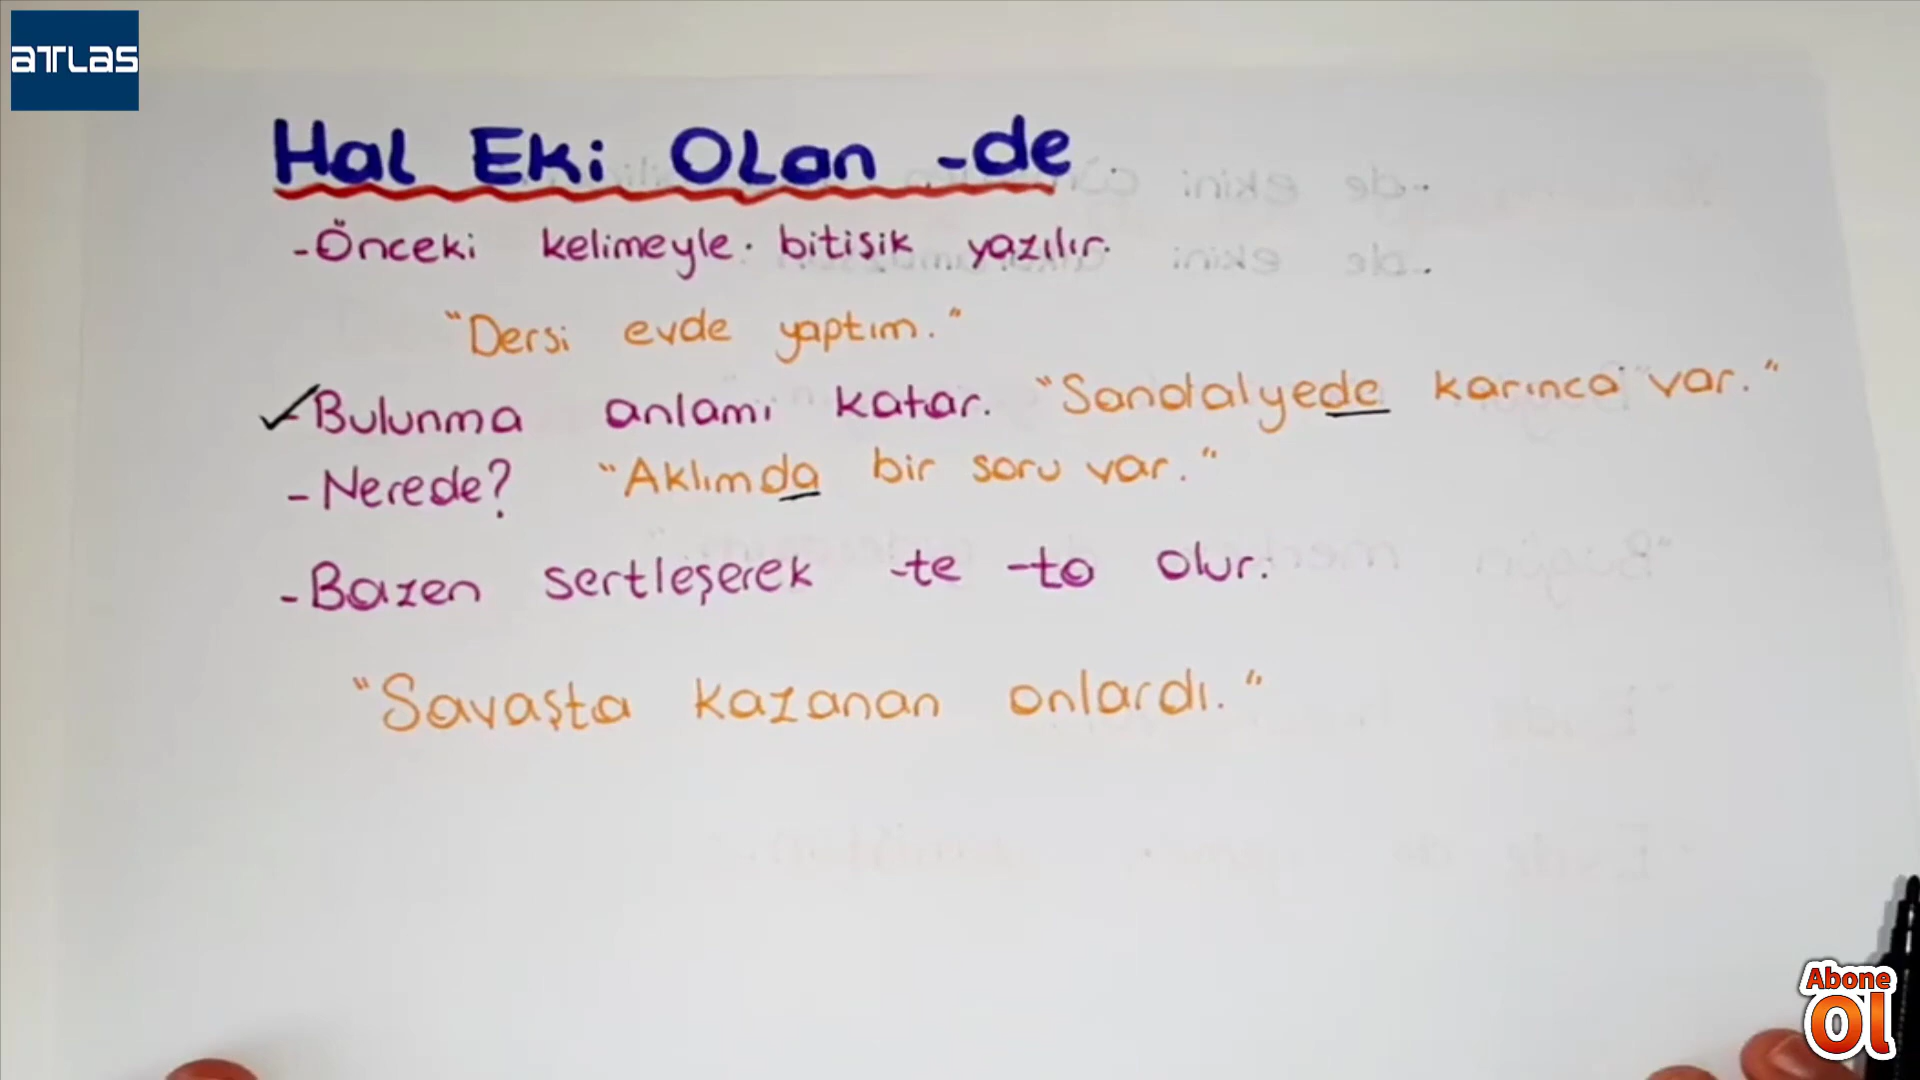 ATLAS
Hal Eki Olan -de
-Önceki kelimeyle bitişik yazılır.
"Dersi evde yaptım."
-Bulunma anlamı katar. "Sandalyede karınca var."
-Nerede? "Aklımda bir soru var."
-Bazen sertleşerek -te -ta olur.
"Savaşta kazanan onlardı."
Abone
Ol